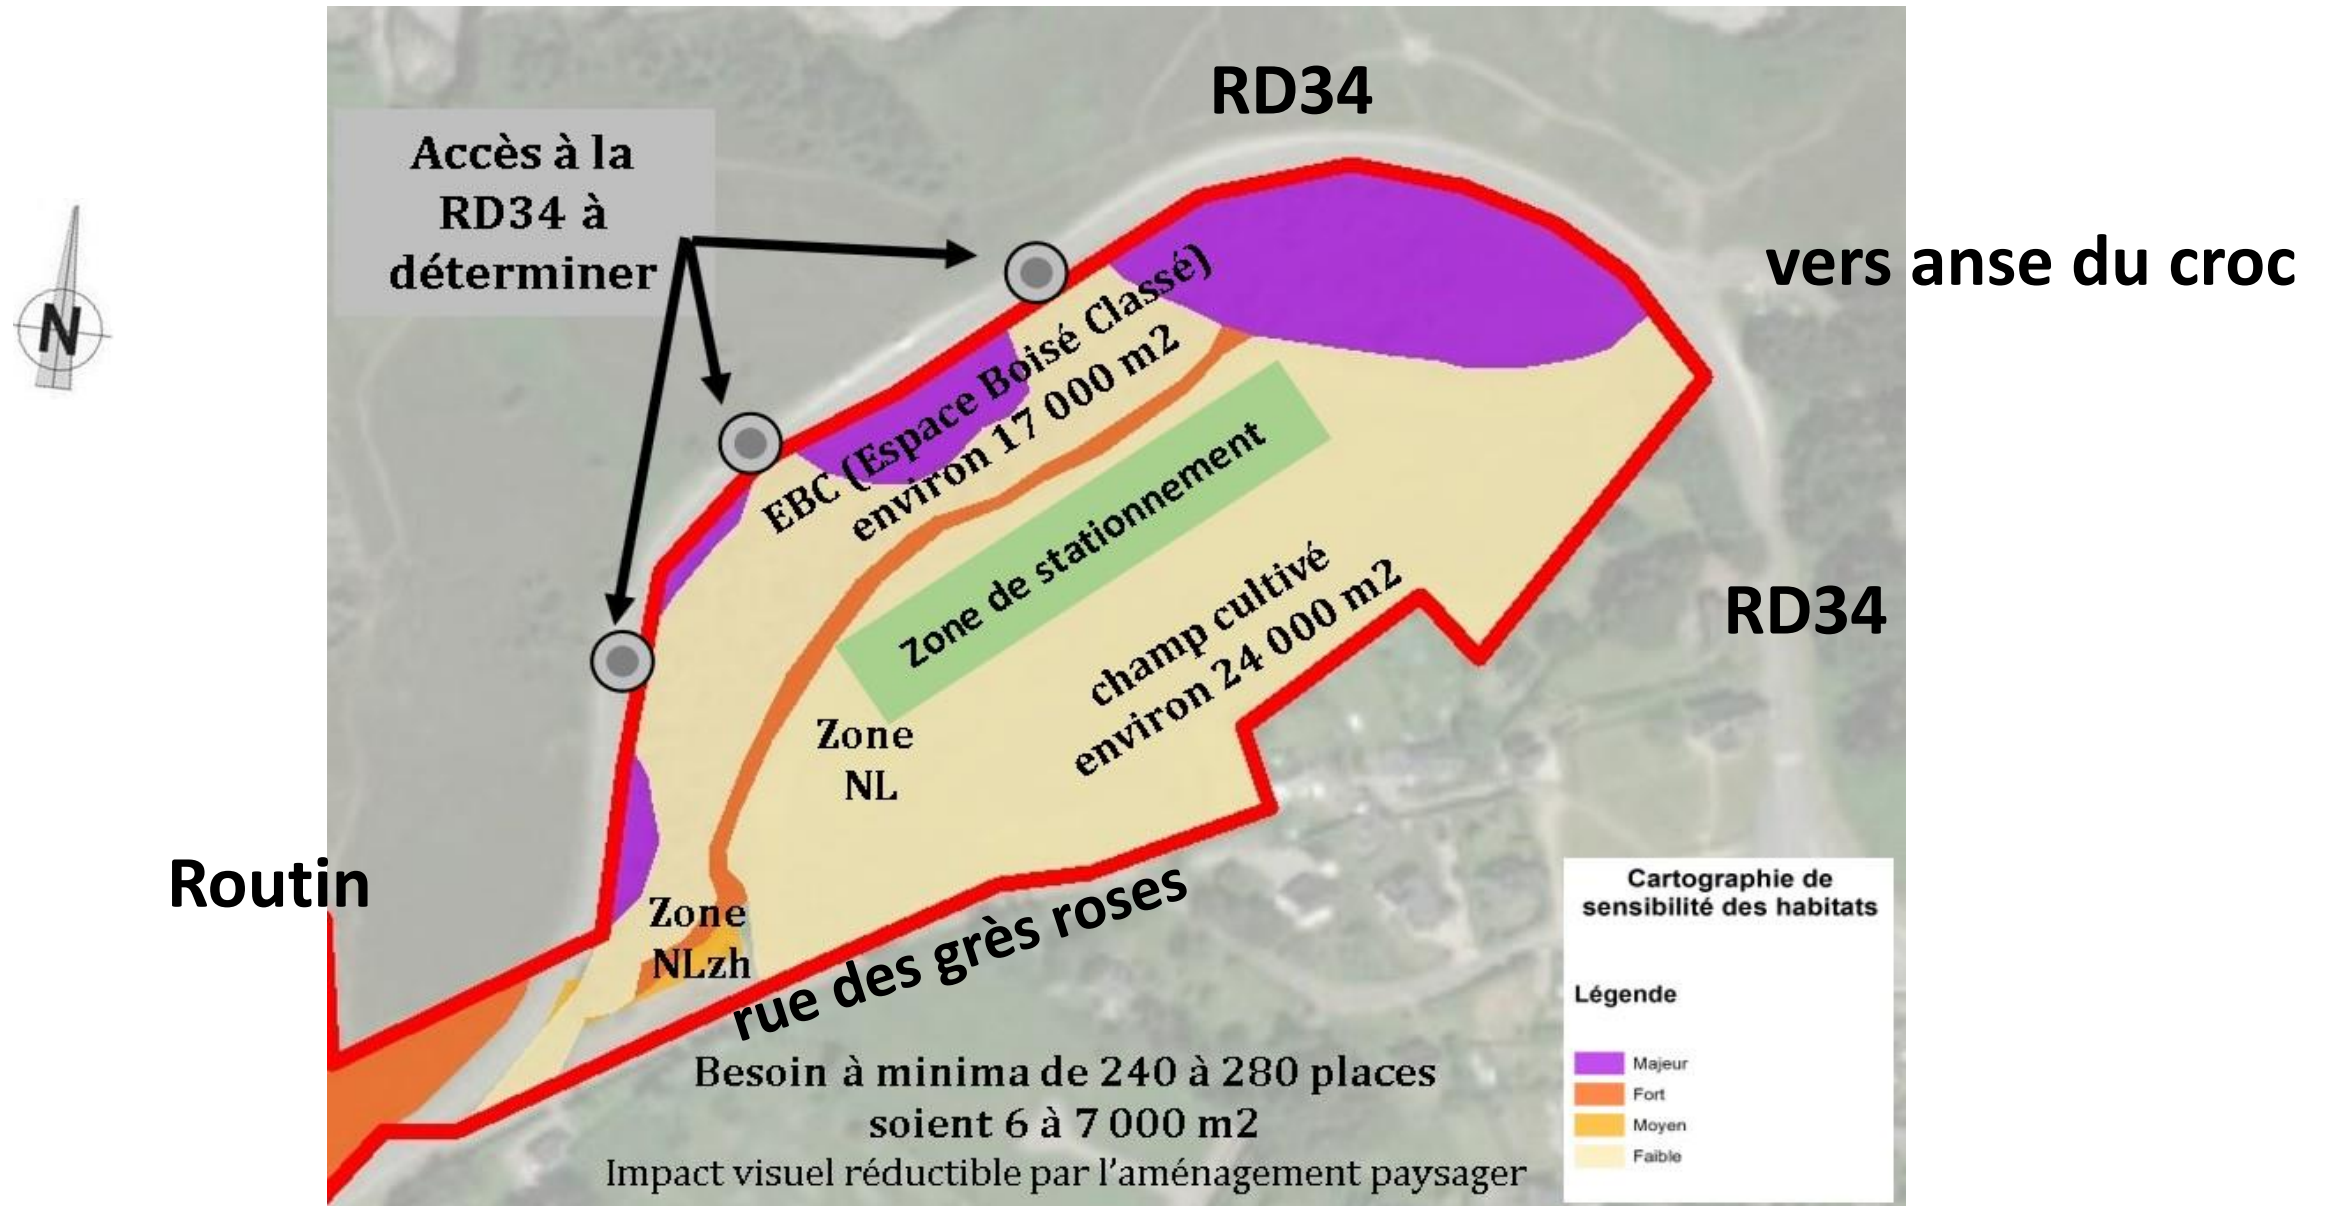 RD34
Accès à la
RD34 à
déterminer
N
vers anse du croc
EBC (Espace Boisé Classé)
environ 17 000 m2
Zone de stationnement
champ cultivé
environ 24 000 m2
RD34
Zone
NL
Routin
Zone
NLzh
rue des grès roses
Besoin à minima de 240 à 280 places
soient 6 à 7 000 m2
Impact visuel réductible par l'aménagement paysager
Cartographie de
sensibilité des habitats
Légende
Majeur
Fort
Moyen
Faible